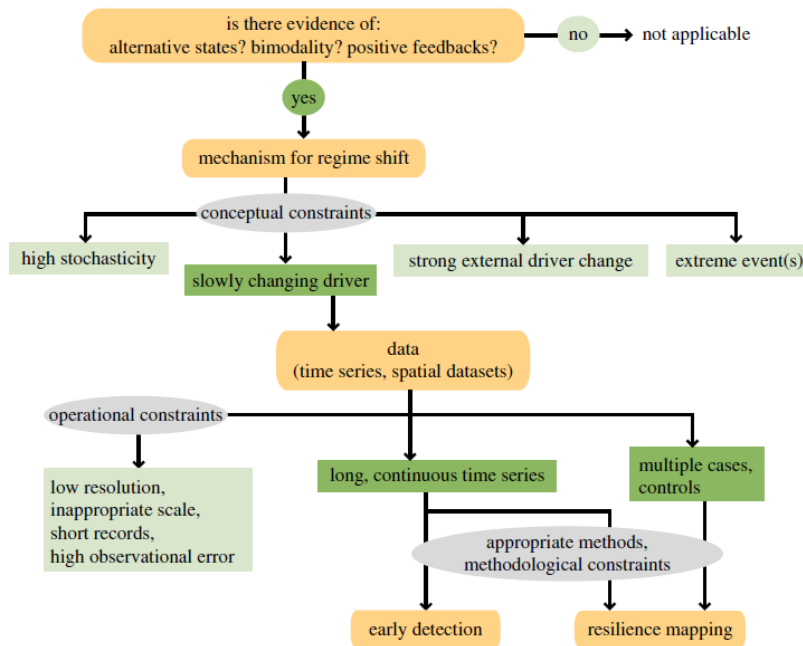 is there evidence of:
alternative states? bimodality? positive feedbacks?
no
not applicable
yes
mechanism for regime shift
conceptual constraints
high stochasticity
slowly changing driver
strong external driver change
extreme event(s)
data
(time series, spatial datasets)
operational constraints
low resolution,
inappropriate scale,
short records,
high observational error
long, continuous time series
multiple cases,
controls
appropriate methods,
methodological constraints
early detection
resilience mapping